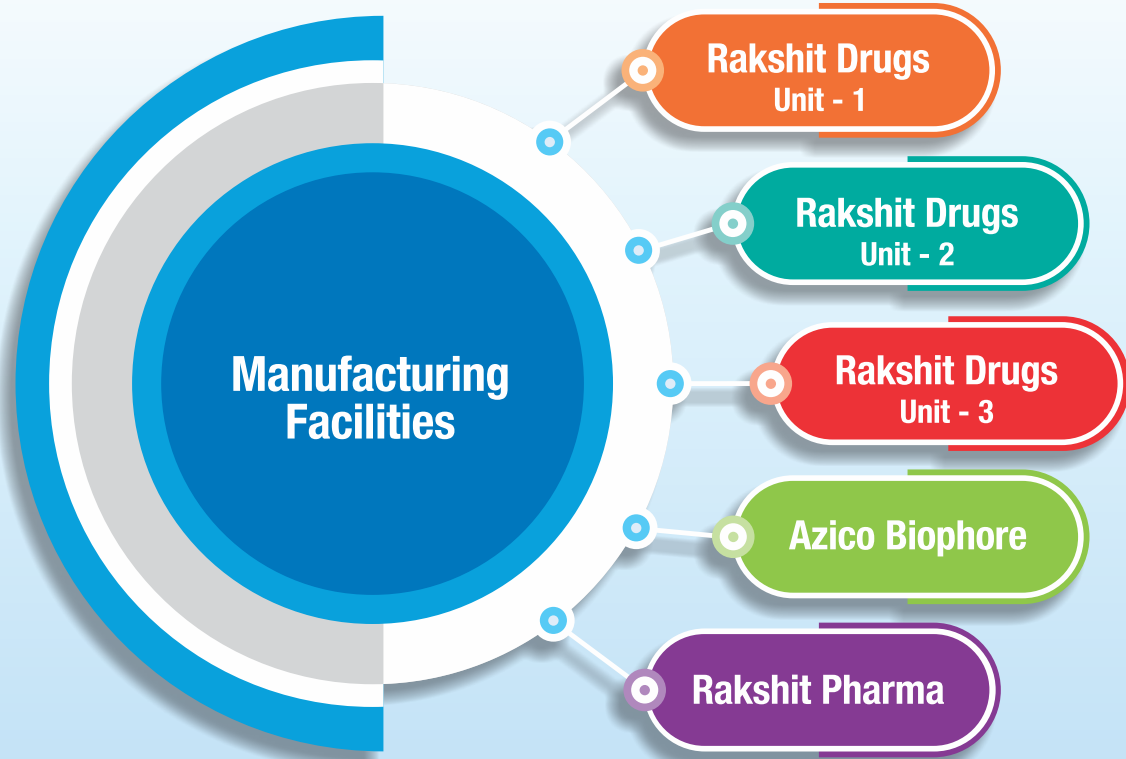 Manufacturing
Facilities
Rakshit Drugs
Unit - 1
Rakshit Drugs
Unit - 2
Rakshit Drugs
Unit - 3
Azico Biophore
Rakshit Pharma